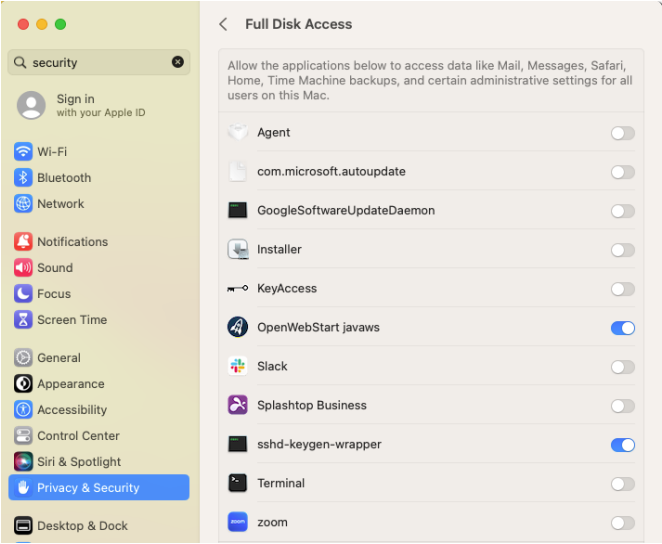 security
Sign in
with your Apple ID
Wi-Fi
Bluetooth
Network
Notifications
Sound
Focus
Screen Time
General
Appearance
Accessibility
Control Center
Siri & Spotlight
Privacy & Security
Desktop & Dock
Full Disk Access
Allow the applications below to access data like Mail, Messages, Safari,
Home, Time Machine backups, and certain administrative settings for all
users on this Mac.
Agent
com.microsoft.autoupdate
GoogleSoftwareUpdateDaemon
Installer
KeyAccess
OpenWebStart javaws
Slack
Splashtop Business
sshd-keygen-wrapper
Terminal
zoom
zoom